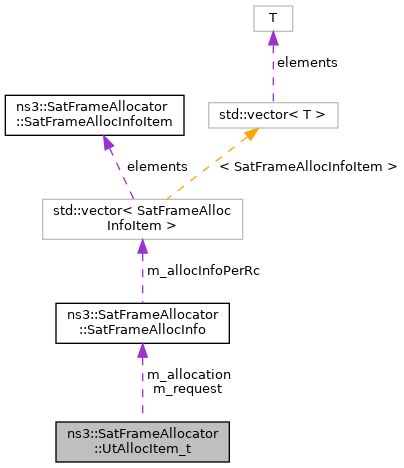 T
elements
ns3::SatFrameAllocator
::SatFrameAllocInfoItem
std::vector< T >
elements
< SatFrameAllocInfoItem >
std::vector< SatFrameAlloc
InfoItem >
m_allocInfoPerRc
ns3::SatFrameAllocator
::SatFrameAllocInfo
m_allocation
m_request
ns3::SatFrameAllocator
::UtAllocItem_t